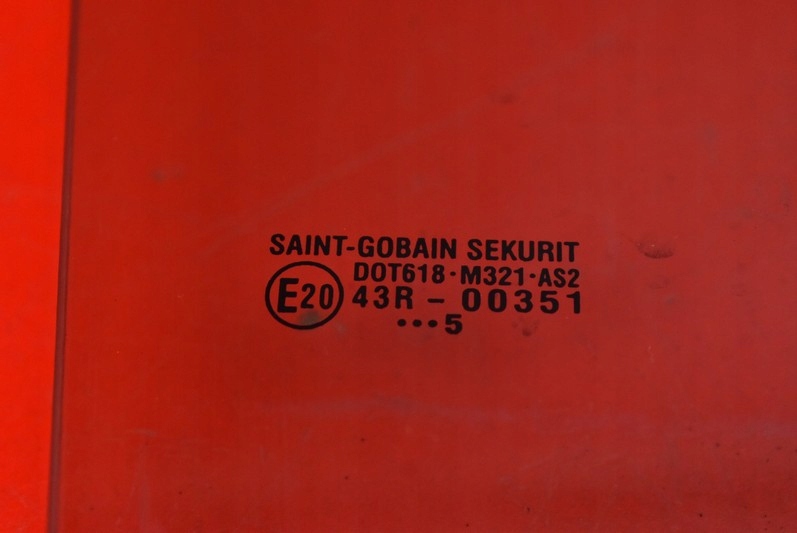 SAINT-GOBAIN SEKURIT
DOT618·M321·AS2
E20 43R - 00351
•••5